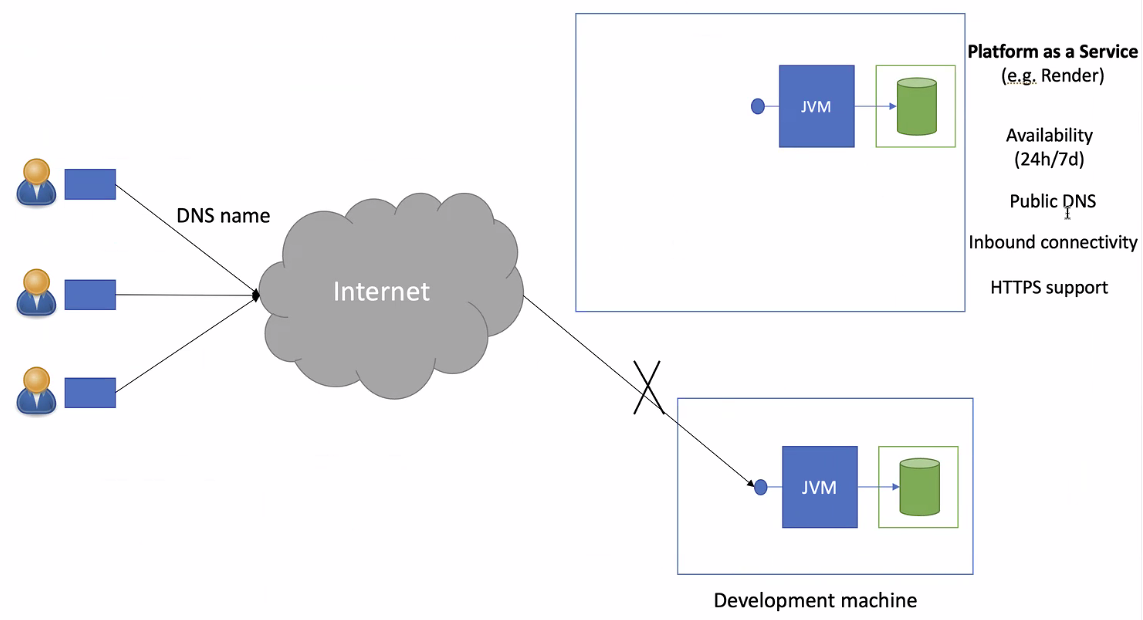 Platform as a Service
(e.g. Render)
JVM
Availability
(24h/7d)
Public DNS
DNS name
Inbound connectivity
Internet
HTTPS support
JVM
Development machine